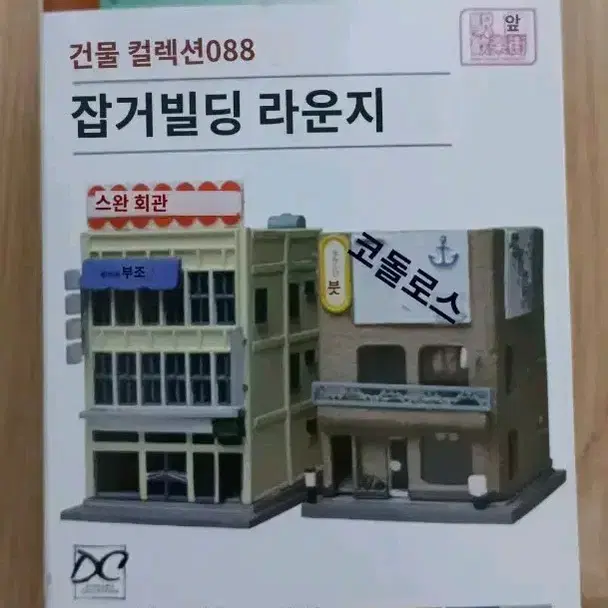 건물 컬렉션088
앞
잡거빌딩 라운지
스완 회관
부조
붓
코돌로스
DC